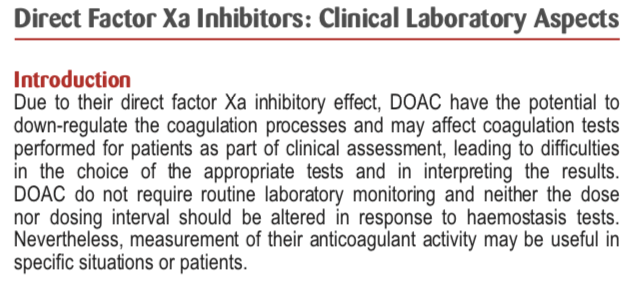 Direct Factor Xa Inhibitors: Clinical Laboratory Aspects
Introduction
Due to their direct factor Xa inhibitory effect, DOAC have the potential to
down-regulate the coagulation processes and may affect coagulation tests
performed for patients as part of clinical assessment, leading to difficulties
in the choice of the appropriate tests and in interpreting the results.
DOAC do not require routine laboratory monitoring and neither the dose
nor dosing interval should be altered in response to haemostasis tests.
Nevertheless, measurement of their anticoagulant activity may be useful in
specific situations or patients.